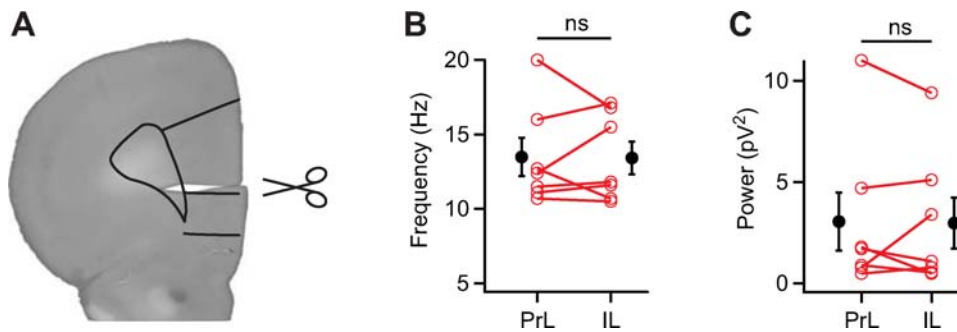 A
B
ns
Frequency (Hz)
20
15
10
5
PrL
IL
C
ns
Power (pV²)
10
5
0
PrL
IL